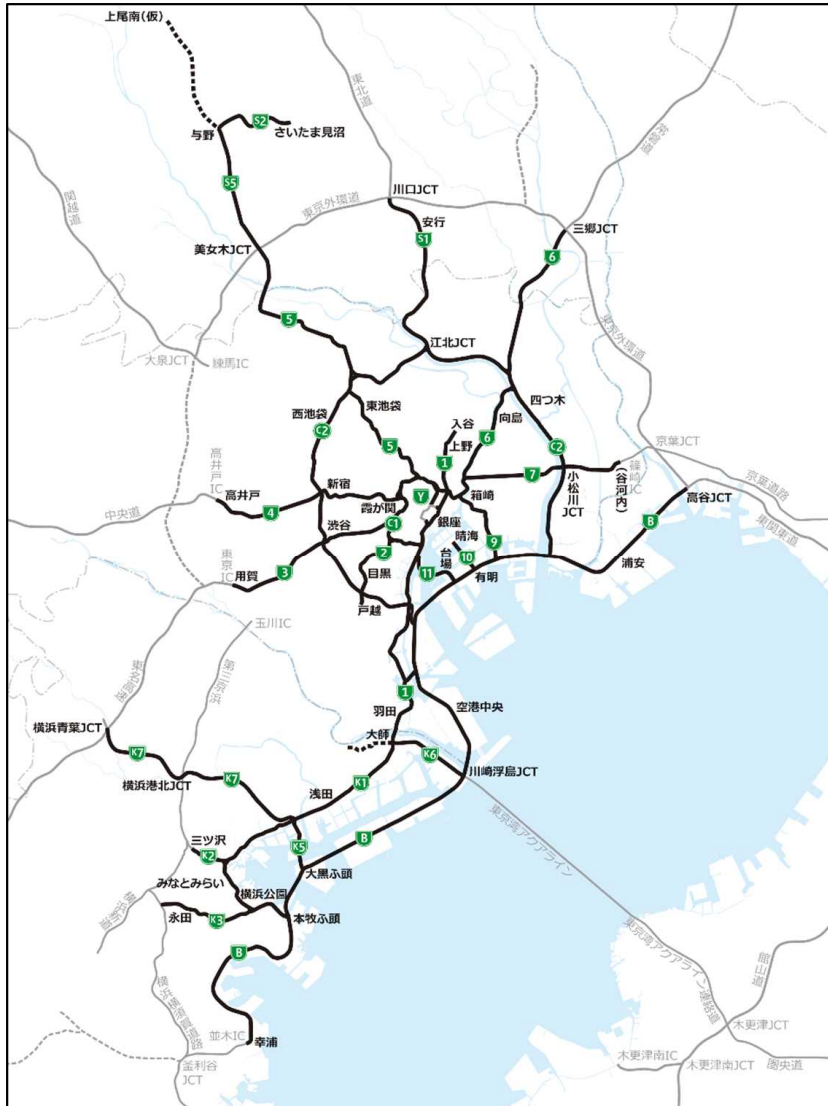 上尾南(仮)
東北道
S2
与野
さいたま見沼
常磐道
S5
川口JCT
関越道
東京外環道
安行
S1
三郷JCT
美女木JCT
6
5
東京外環道
江北JCT
大泉JCT
練馬IC
四つ木
西池袋
東池袋
入谷
向島
C2
上野
6
5
1
C2
京葉JCT
高井戸IC
7
篠崎IC
京葉道路
高井戸
新宿
Y
箱崎
小松川JCT
(谷河内)
高谷JCT
中央道
霞が関
4
渋谷
C1
銀座
B
東関東道
晴海
東京IC
2
台場
9
10
浦安
用賀
3
目黒
11
有明
戸越
玉川IC
東名高速
第三京浜
1
羽田
空港中央
横浜青葉JCT
大師
K7
K6
横浜港北JCT
K7
浅田
K1
川崎浮島JCT
B
東京湾アクアライン
三ツ沢
K5
K2
大黒ふ頭
みなとみらい
横浜公園
横浜新道
永田
K3
本牧ふ頭
東京湾アクアライン連絡道
B
館山道
横浜横須賀道路
並木IC
幸浦
木更津JCT
釜利谷JCT
木更津南IC
木更津南JCT
圏央道